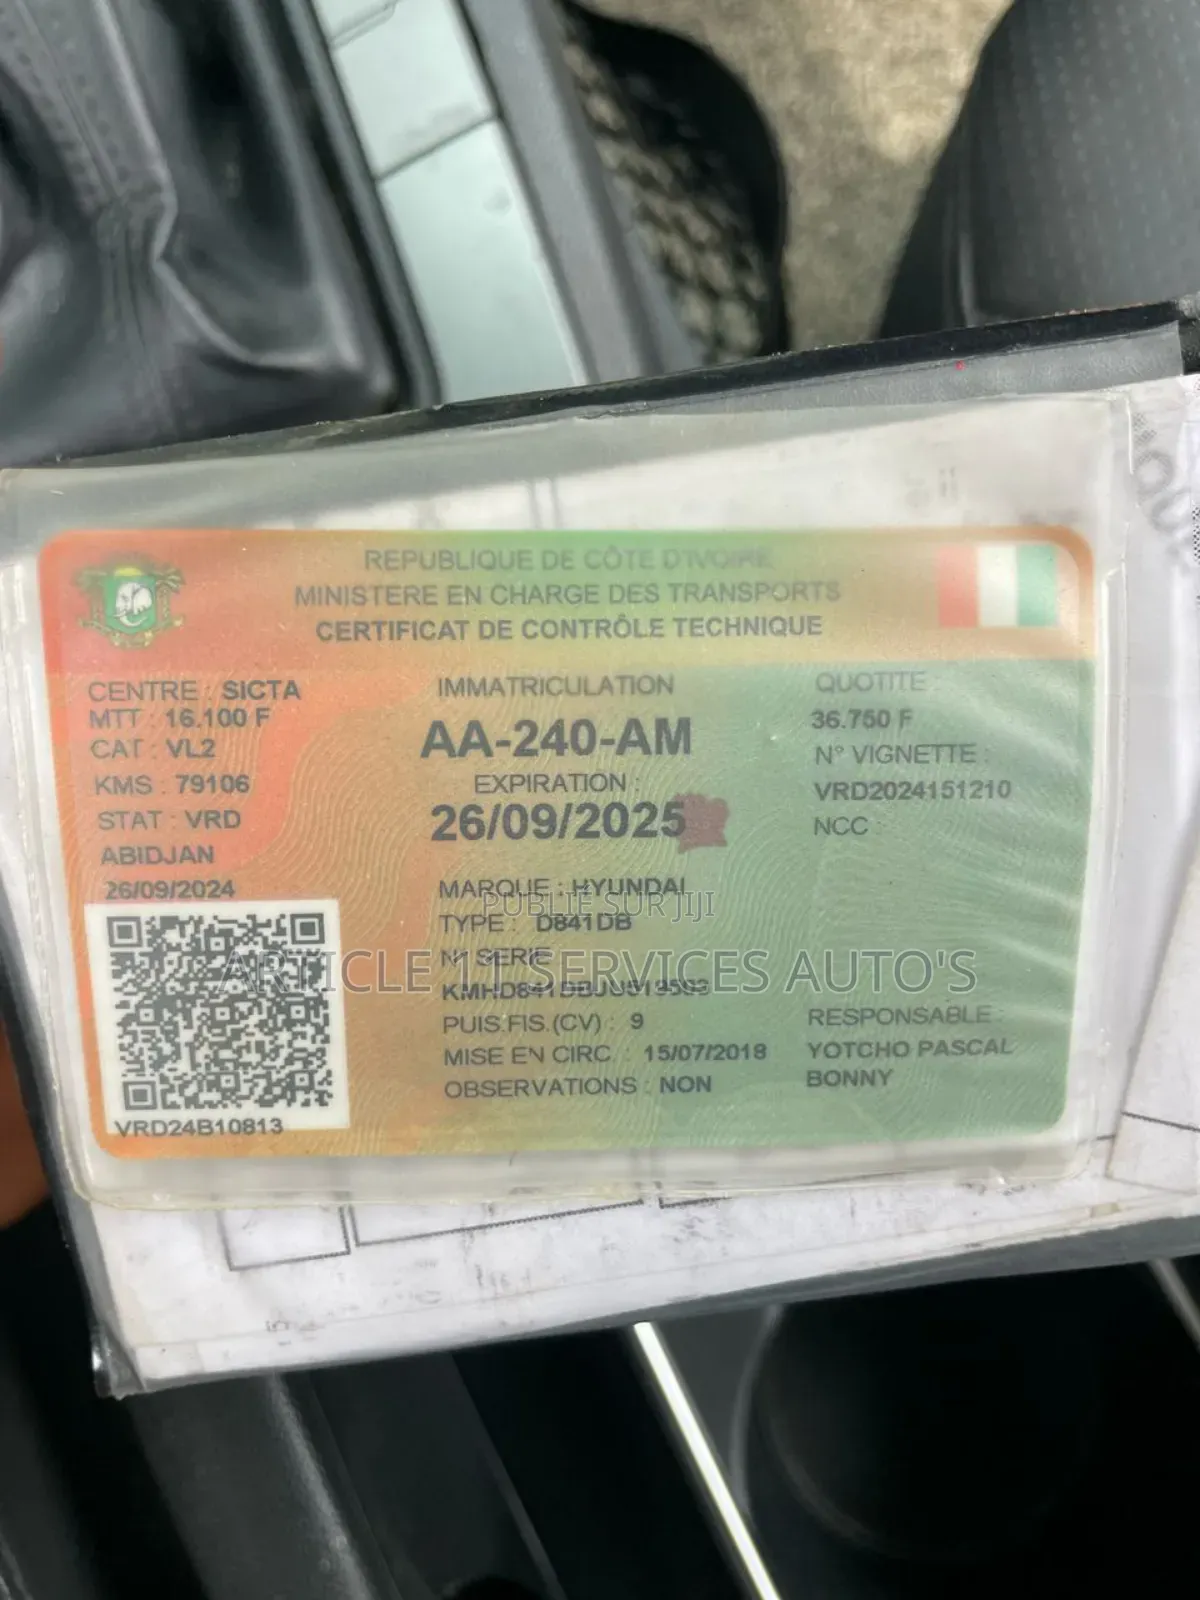 REPUBLIQUE DE CÔTE D'IVOIRE
MINISTERE EN CHARGE DES TRANSPORTS
CERTIFICAT DE CONTRÔLE TECHNIQUE
CENTRE : SICTA
MTT : 16.100 F
CAT : VL2
KMS : 79106
STAT : VRD
ABIDJAN
26/09/2024
VRD24B10813
IMMATRICULATION
AA-240-AM
EXPIRATION :
26/09/2025
MARQUE : HYUNDAI
TYPE : D841DB
N° SERIE
PUIS.FIS.(CV) : 9
MISE EN CIRC. : 15/07/2018
OBSERVATIONS : NON
QUOTITE :
36.750 F
N° VIGNETTE :
VRD2024151210
NCC :
RESPONSABLE :
YOTCHO PASCAL
BONNY
PUBLIÉ SUR JIJI
ARTICLE 1T SERVICES AUTO'S